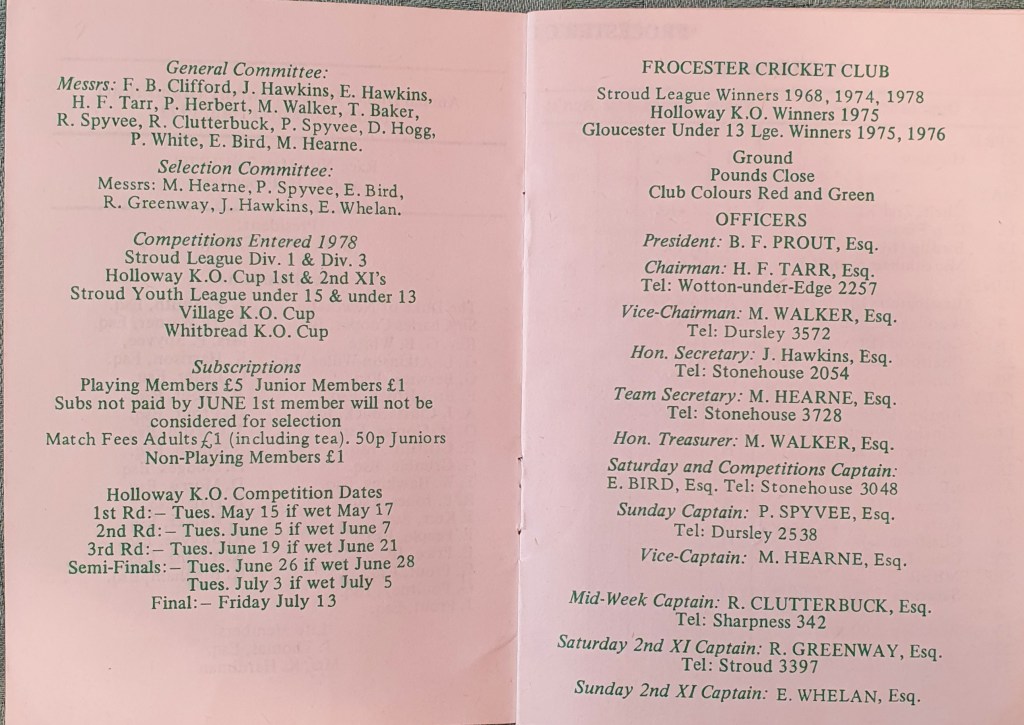 General Committee:
Messrs: F. B. Clifford, J. Hawkins, E. Hawkins,
H. F. Tarr, P. Herbert, M. Walker, T. Baker,
R. Spyvee, R. Clutterbuck, P. Spyvee, D. Hogg,
P. White, E. Bird, M. Hearne.
Selection Committee:
Messrs: M. Hearne, P. Spyvee, E. Bird,
R. Greenway, J. Hawkins, E. Whelan.
Competitions Entered 1978
Stroud League Div. 1 & Div. 3
Holloway K.O. Cup 1st & 2nd XI's
Stroud Youth League under 15 & under 13
Village K.O. Cup
Whitbread K.O. Cup
Subscriptions
Playing Members £5 Junior Members £1
Subs not paid by JUNE 1st member will not be
considered for selection
Match Fees Adults £1 (including tea). 50p Juniors
Non-Playing Members £1
Holloway K.O. Competition Dates
1st Rd:– Tues. May 15 if wet May 17
2nd Rd:– Tues. June 5 if wet June 7
3rd Rd:– Tues. June 19 if wet June 21
Semi-Finals:– Tues. June 26 if wet June 28
Tues. July 3 if wet July 5
Final:– Friday July 13
FROCESTER CRICKET CLUB
Stroud League Winners 1968, 1974, 1978
Holloway K.O. Winners 1975
Gloucester Under 13 Lge. Winners 1975, 1976
Ground
Pounds Close
Club Colours Red and Green
OFFICERS
President: B. F. PROUT, Esq.
Chairman: H. F. TARR, Esq.
Tel: Wotton-under-Edge 2257
Vice-Chairman: M. WALKER, Esq.
Tel: Dursley 3572
Hon. Secretary: J. Hawkins, Esq.
Tel: Stonehouse 2054
Team Secretary: M. HEARNE, Esq.
Tel: Stonehouse 3728
Hon. Treasurer: M. WALKER, Esq.
Saturday and Competitions Captain:
E. BIRD, Esq. Tel: Stonehouse 3048
Sunday Captain: P. SPYVEE, Esq.
Tel: Dursley 2538
Vice-Captain: M. HEARNE, Esq.
Mid-Week Captain: R. CLUTTERBUCK, Esq.
Tel: Sharpness 342
Saturday 2nd XI Captain: R. GREENWAY, Esq.
Tel: Stroud 3397
Sunday 2nd XI Captain: E. WHELAN, Esq.